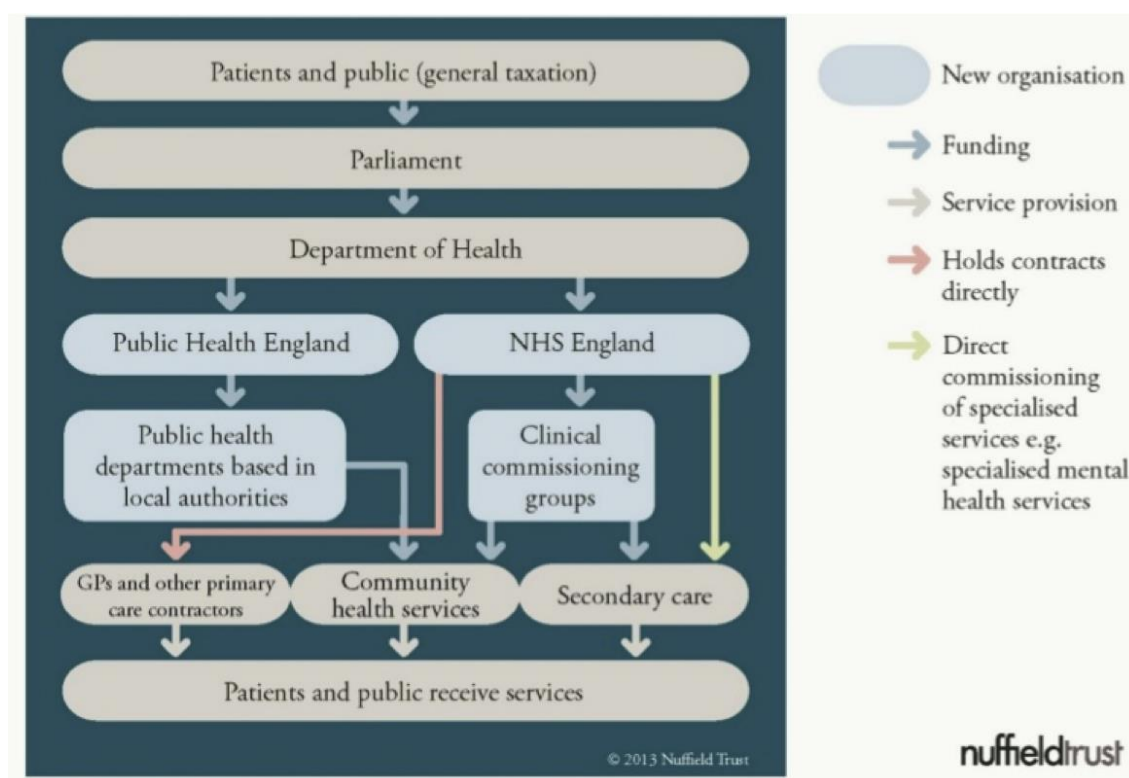 Patients and public (general taxation)
Parliament
Department of Health
Public Health England
NHS England
Public health
departments based in
local authorities
Clinical
commissioning
groups
GPs and other primary
care contractors
Community
health services
Secondary care
Patients and public receive services
© 2013 Nuffield Trust
New organisation
Funding
Service provision
Holds contracts
directly
Direct
commissioning
of specialised
services e.g.
specialised mental
health services
nuffieldtrust